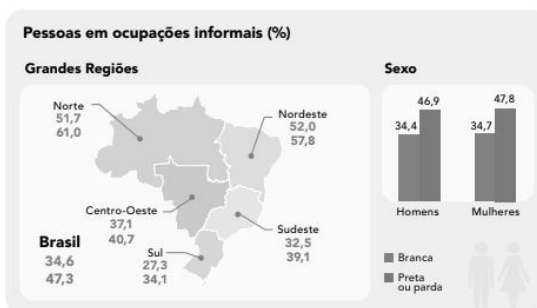 Pessoas em ocupações informais (%)
Grandes Regiões
Norte
51,7
61,0
Nordeste
52,0
57,8
Centro-Oeste
37,1
40,7
Sudeste
32,5
39,1
Sul
27,3
34,1
Brasil
34,6
47,3
Sexo
34,4 46,9 34,7 47,8
Homens Mulheres
Branca
Preta
ou parda